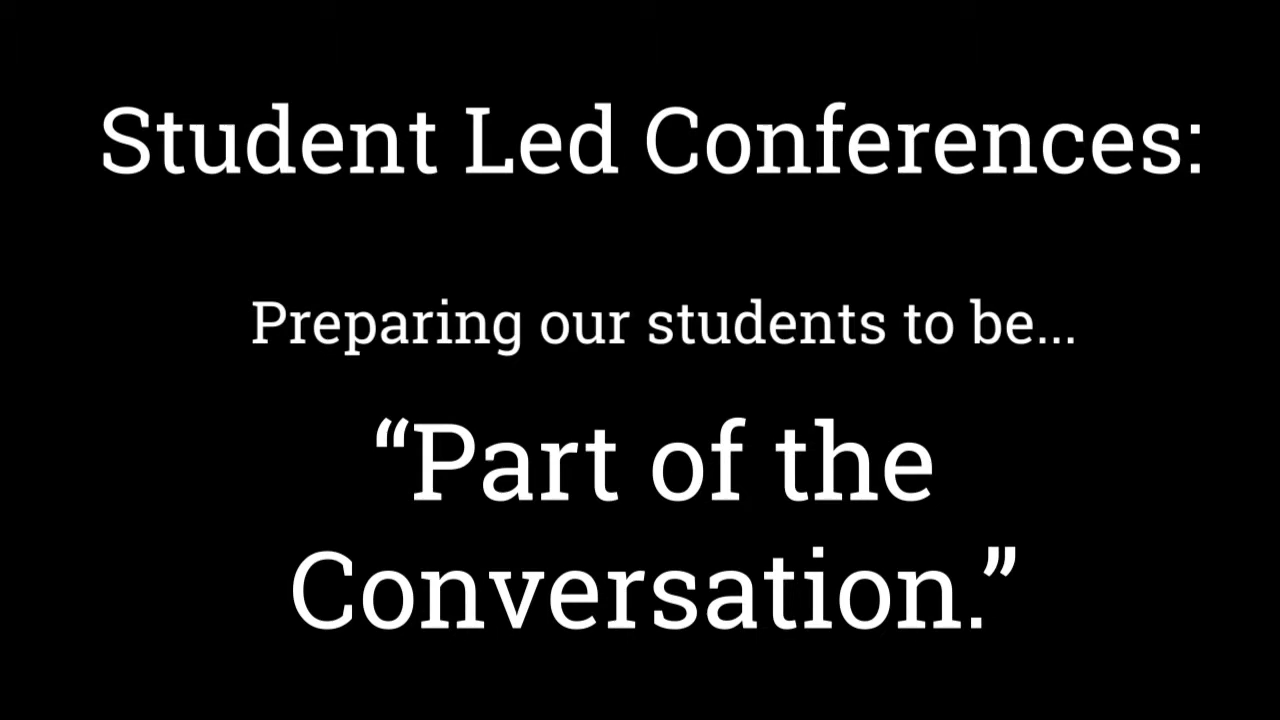 Student Led Conferences:
Preparing our students to be...
“Part of the
Conversation.”